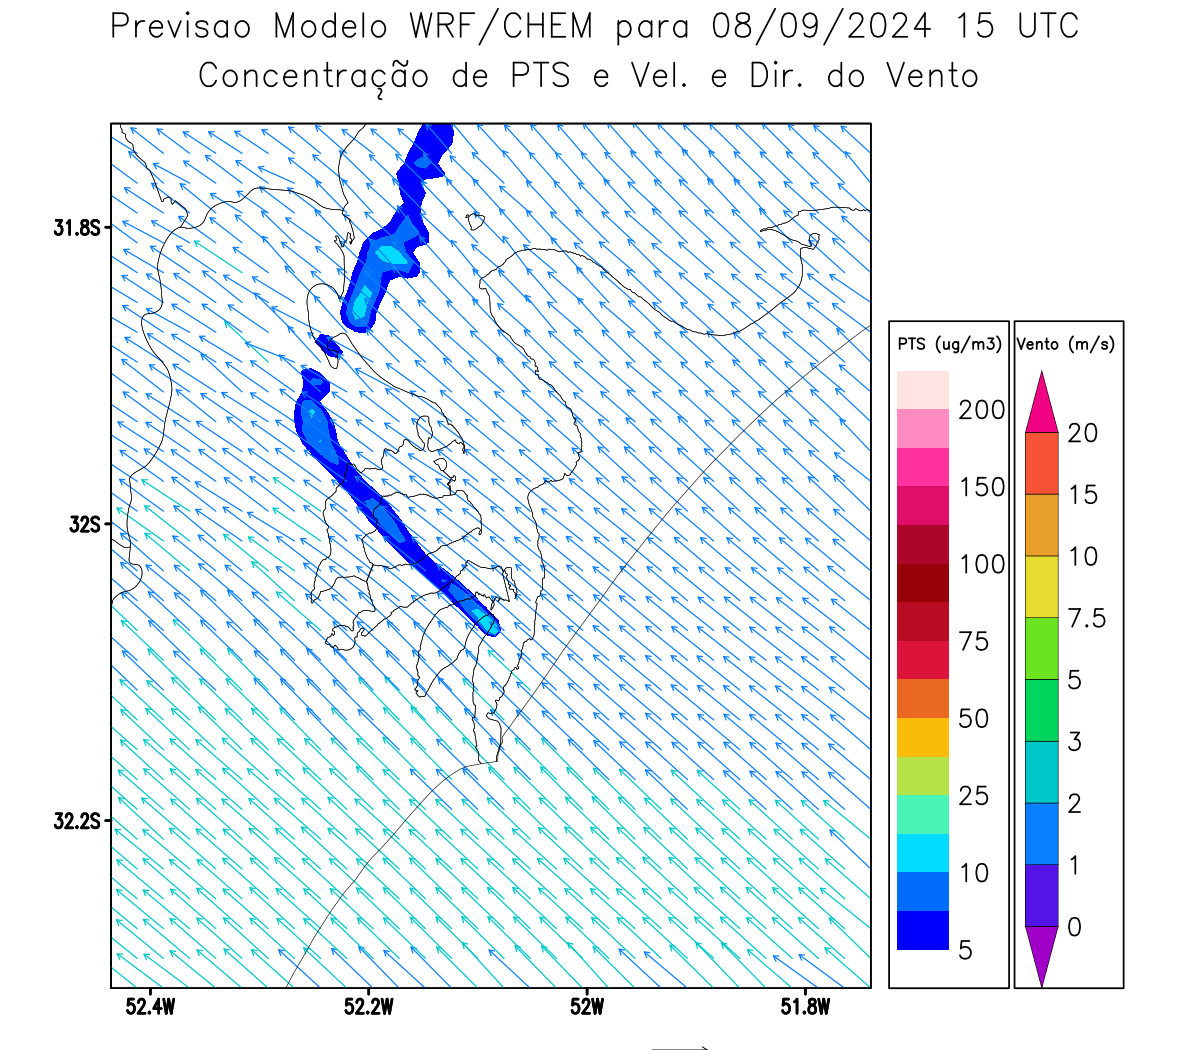 Previsao Modelo WRF/CHEM para 08/09/2024 15 UTC
Concentração de PTS e Vel. e Dir. do Vento
31.8S
32S
32.2S
52.4W 52.2W 52W 51.8W
PTS (ug/m3)
200
150
100
75
50
25
10
5
Vento (m/s)
20
15
10
7.5
5
3
2
1
0